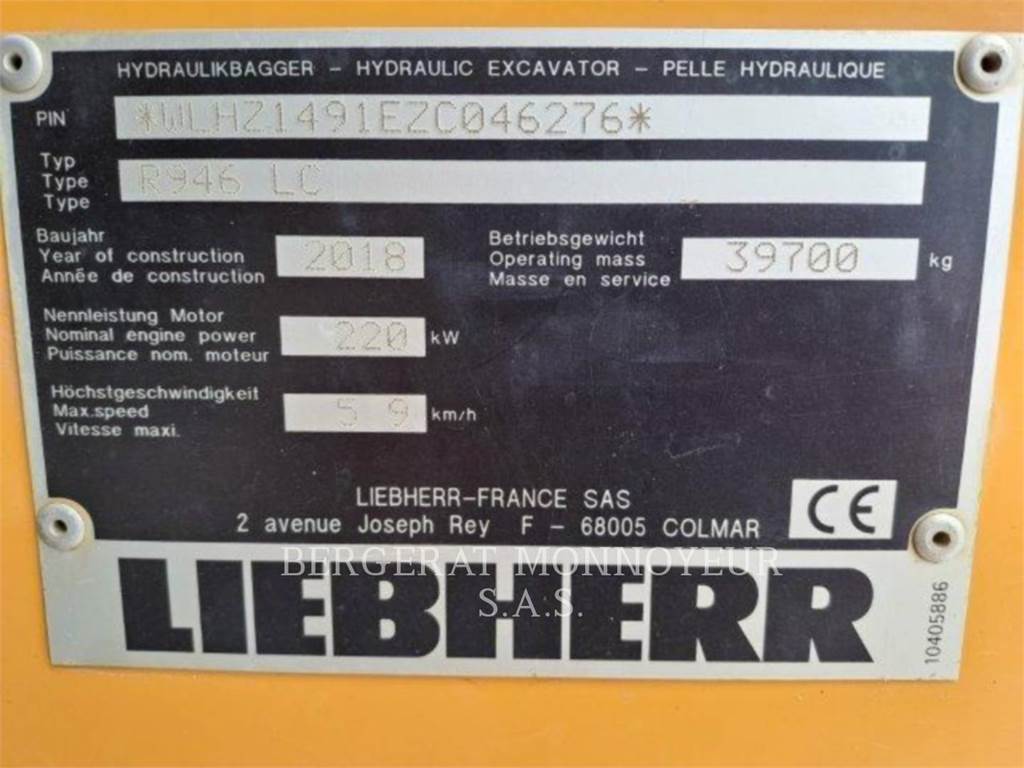 HYDRAULIKBAGGER – HYDRAULIC EXCAVATOR – PELLE HYDRAULIQUE
PIN *WLHZ1491EZC046276*
Typ
Type R946 LC
Type
Baujahr
Year of construction 2018
Année de construction
Betriebsgewicht
Operating mass 39700 kg
Masse en service
Nennleistung Motor
Nominal engine power 220 kW
Puissance nom. moteur
Höchstgeschwindigkeit
Max.speed 5 9 km/h
Vitesse maxi.
LIEBHERR-FRANCE SAS
2 avenue Joseph Rey F – 68005 COLMAR
CE
LIEBHERR
10405886
BERGERAT MONNOYEUR
S.A.S.